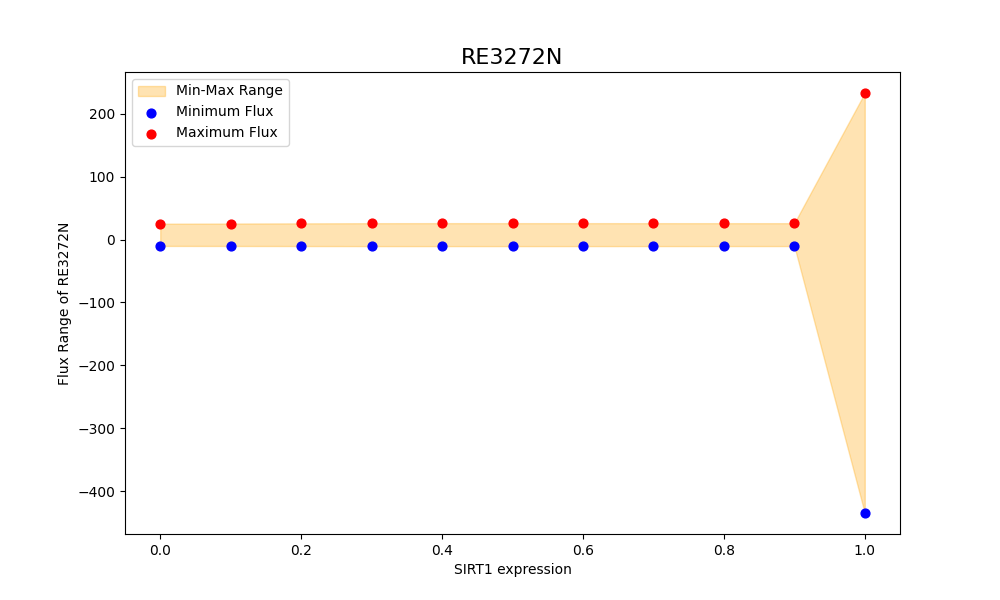 RE3272N
Min-Max Range
Minimum Flux
Maximum Flux
Flux Range of RE3272N
200
100
0
−100
−200
−300
−400
0.0
0.2
0.4
0.6
0.8
1.0
SIRT1 expression